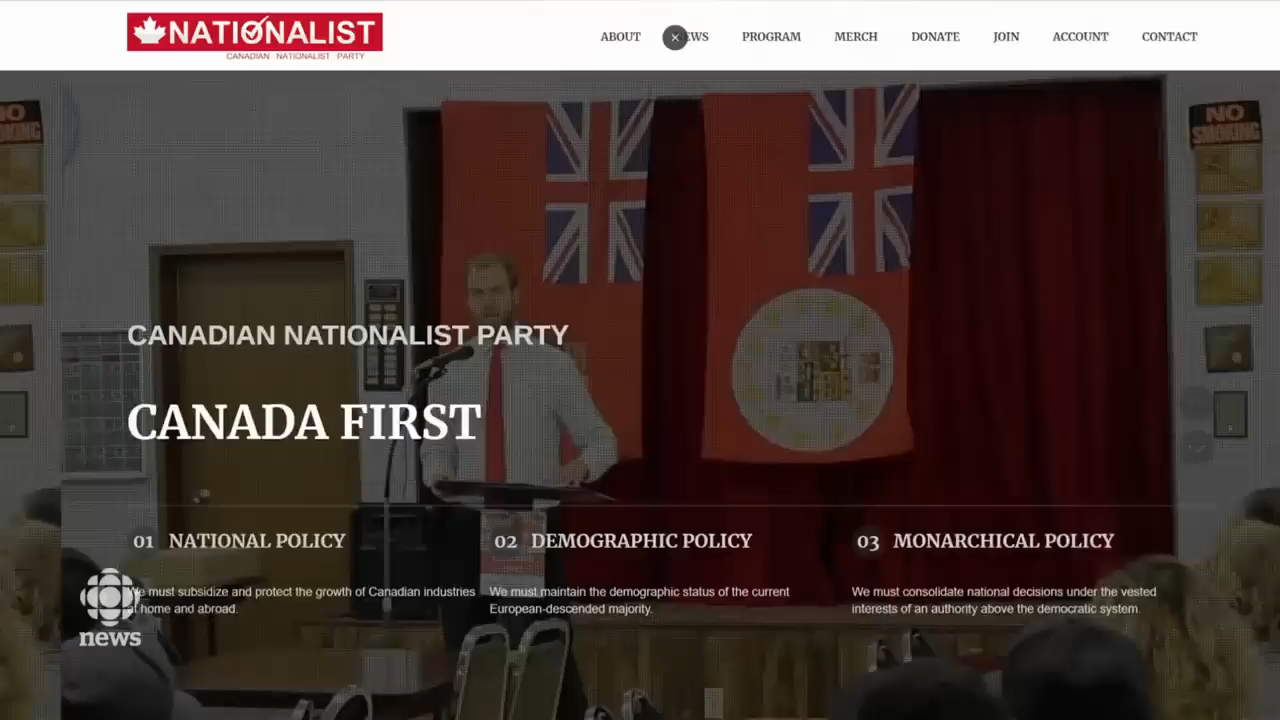 NATIONALIST
CANADIAN NATIONALIST PARTY
ABOUT
EWS
PROGRAM
MERCH
DONATE
JOIN
ACCOUNT
CONTACT
NO
SMOKING
NO
SMOKING
CANADIAN NATIONALIST PARTY
CANADA FIRST
01 NATIONAL POLICY
We must subsidize and protect the growth of Canadian industries
at home and abroad.
02 DEMOGRAPHIC POLICY
We must maintain the demographic status of the current
European-descended majority.
03 MONARCHICAL POLICY
We must consolidate national decisions under the vested
interests of an authority above the democratic system.
news